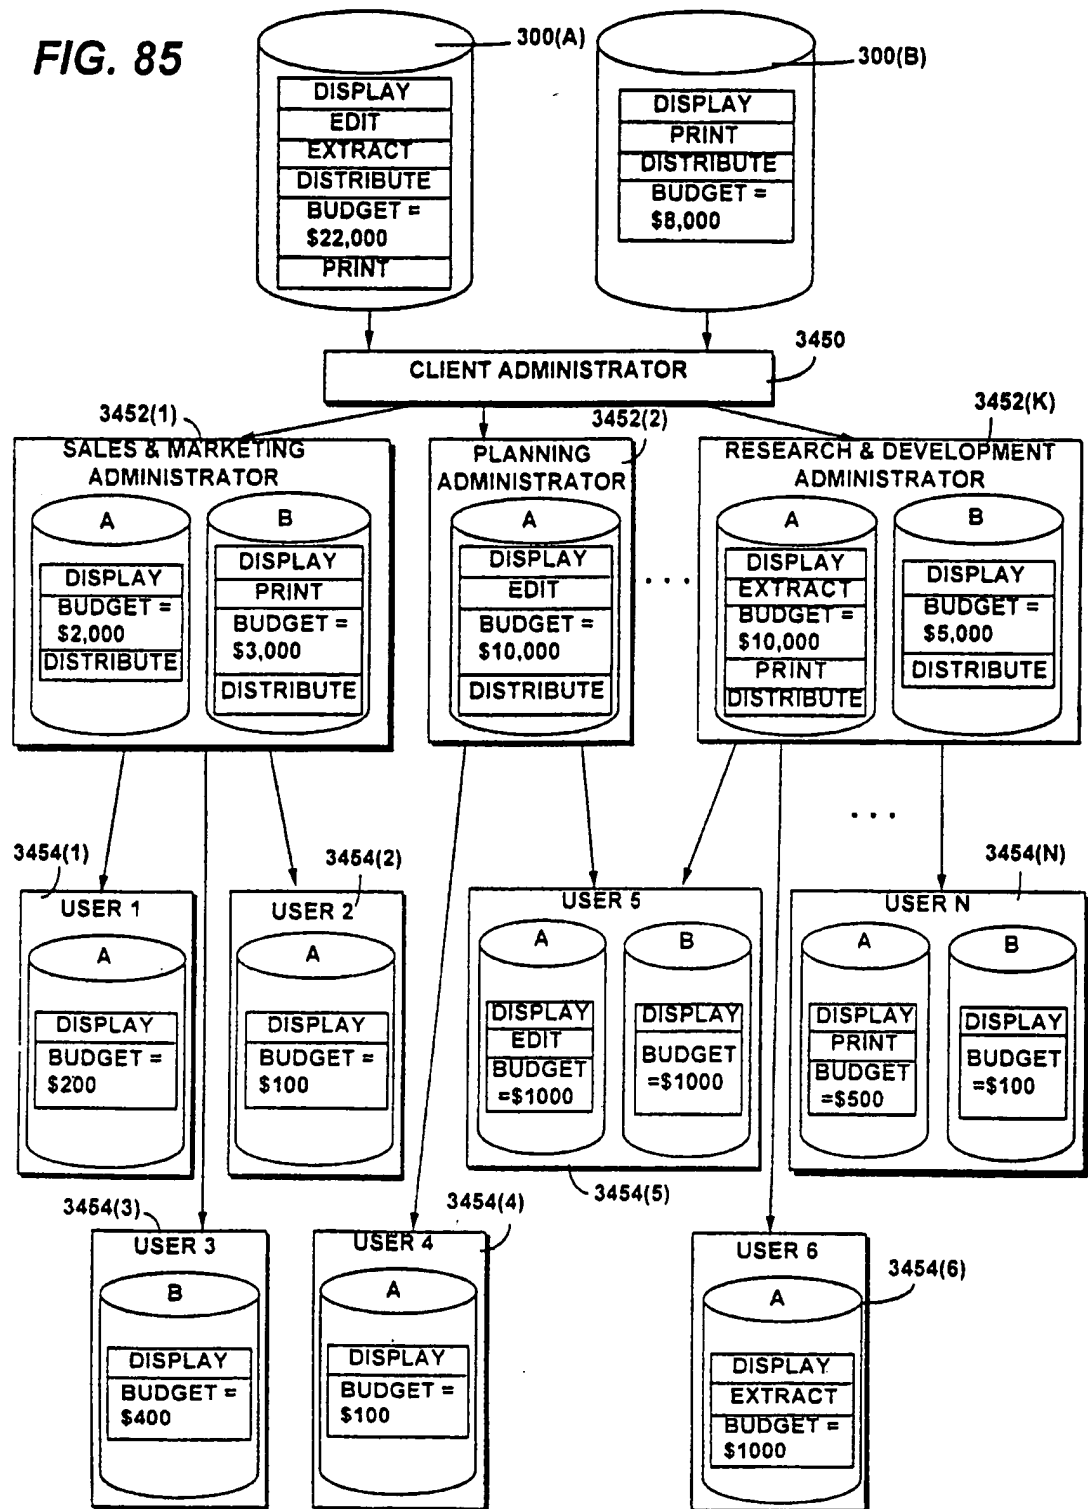 FIG. 85
300(A)
DISPLAY
EDIT
EXTRACT
DISTRIBUTE
BUDGET =
$22,000
PRINT
300(B)
DISPLAY
PRINT
DISTRIBUTE
BUDGET =
$8,000
3450
CLIENT ADMINISTRATOR
3452(1)
SALES & MARKETING
ADMINISTRATOR
A
DISPLAY
BUDGET =
$2,000
DISTRIBUTE
B
DISPLAY
PRINT
BUDGET =
$3,000
DISTRIBUTE
3452(2)
PLANNING
ADMINISTRATOR
A
DISPLAY
EDIT
BUDGET =
$10,000
DISTRIBUTE
. . .
3452(K)
RESEARCH & DEVELOPMENT
ADMINISTRATOR
A
DISPLAY
EXTRACT
BUDGET =
$10,000
PRINT
DISTRIBUTE
B
DISPLAY
BUDGET =
$5,000
DISTRIBUTE
. . .
3454(1)
USER 1
A
DISPLAY
BUDGET =
$200
3454(2)
USER 2
A
DISPLAY
BUDGET =
$100
USER 5
A
DISPLAY
EDIT
BUDGET
=$1000
B
DISPLAY
BUDGET
=$1000
3454(5)
3454(N)
USER N
A
DISPLAY
PRINT
BUDGET
=$500
B
DISPLAY
BUDGET
=$100
3454(3)
USER 3
B
DISPLAY
BUDGET =
$400
3454(4)
USER 4
A
DISPLAY
BUDGET =
$100
USER 6
3454(6)
A
DISPLAY
EXTRACT
BUDGET =
$1000